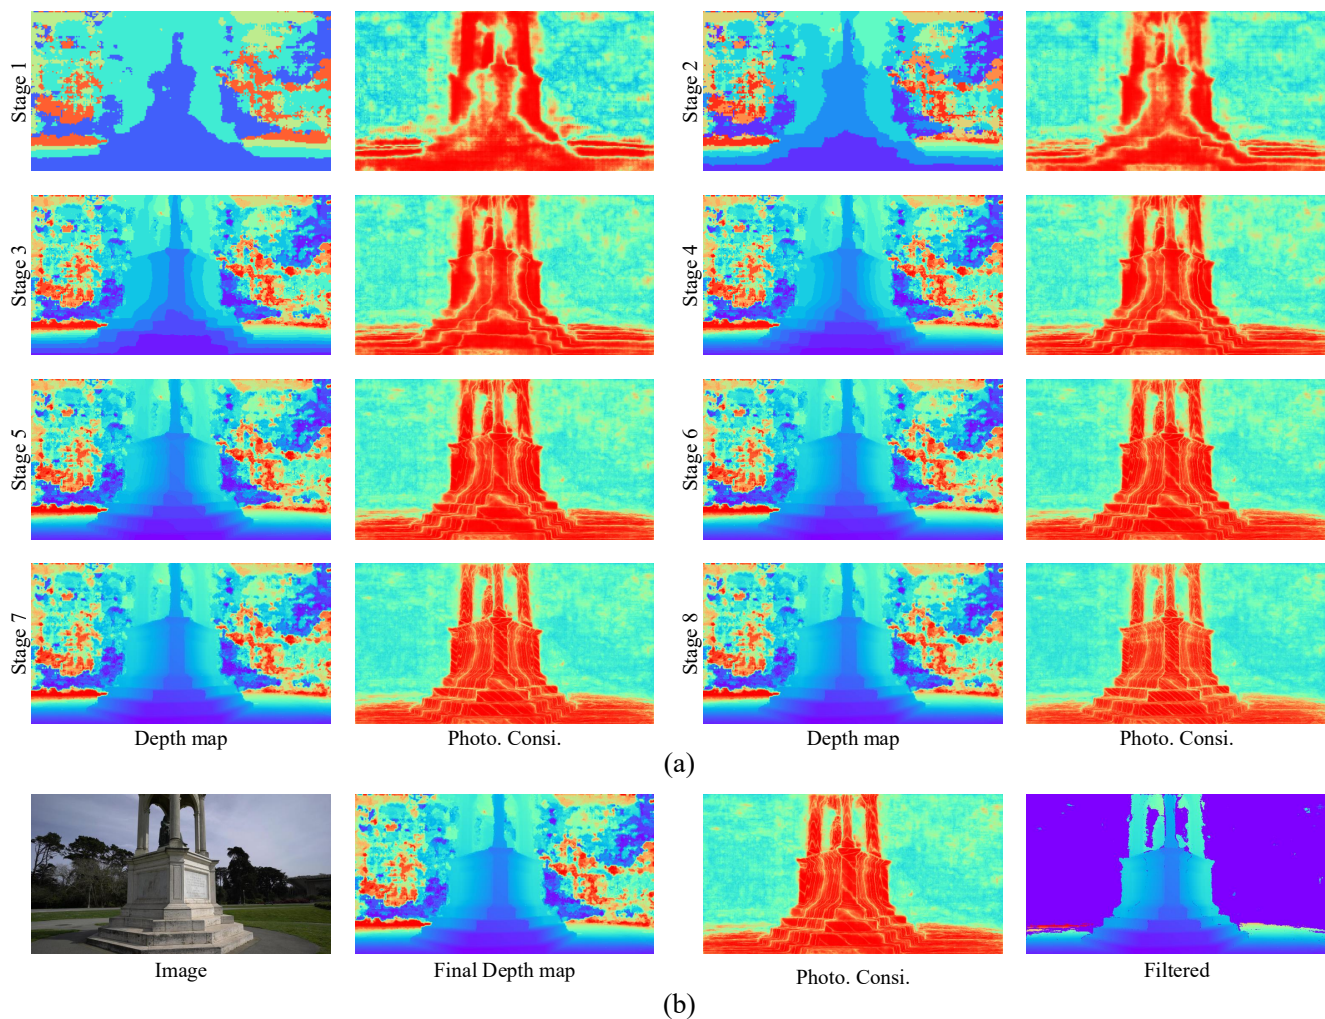 Stage 1
Stage 2
Stage 3
Stage 4
Stage 5
Stage 6
Stage 7
Stage 8
Depth map
Photo. Consi.
Depth map
Photo. Consi.
(a)
Image
Final Depth map
Photo. Consi.
Filtered
(b)